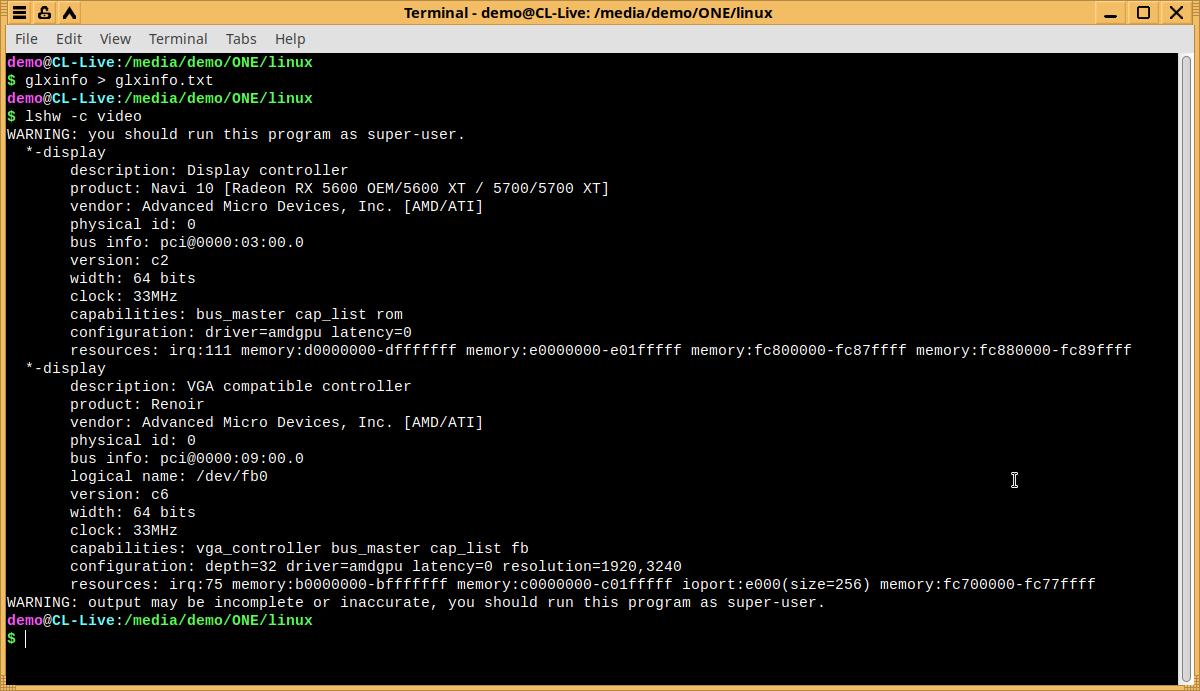 Terminal - demo@CL-Live: /media/demo/ONE/linux
File Edit View Terminal Tabs Help
demo@CL-Live:/media/demo/ONE/linux
$ glxinfo > glxinfo.txt
demo@CL-Live:/media/demo/ONE/linux
$ lshw -c video
WARNING: you should run this program as super-user.
  *-display
       description: Display controller
       product: Navi 10 [Radeon RX 5600 OEM/5600 XT / 5700/5700 XT]
       vendor: Advanced Micro Devices, Inc. [AMD/ATI]
       physical id: 0
       bus info: pci@0000:03:00.0
       version: c2
       width: 64 bits
       clock: 33MHz
       capabilities: bus_master cap_list rom
       configuration: driver=amdgpu latency=0
       resources: irq:111 memory:d0000000-dfffffff memory:e0000000-e01fffff memory:fc800000-fc87ffff memory:fc880000-fc89ffff
  *-display
       description: VGA compatible controller
       product: Renoir
       vendor: Advanced Micro Devices, Inc. [AMD/ATI]
       physical id: 0
       bus info: pci@0000:09:00.0
       logical name: /dev/fb0
       version: c6
       width: 64 bits
       clock: 33MHz
       capabilities: vga_controller bus_master cap_list fb
       configuration: depth=32 driver=amdgpu latency=0 resolution=1920,3240
       resources: irq:75 memory:b0000000-bfffffff memory:c0000000-c01fffff ioport:e000(size=256) memory:fc700000-fc77ffff
WARNING: output may be incomplete or inaccurate, you should run this program as super-user.
demo@CL-Live:/media/demo/ONE/linux
$